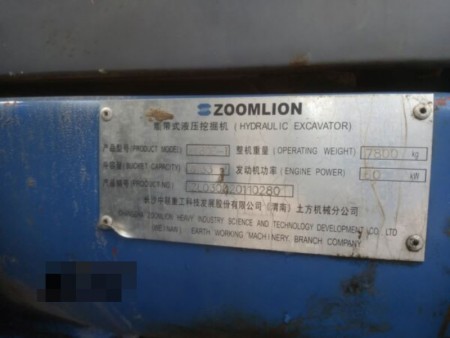 ZOOMLION
履带式液压挖掘机 (HYDRAULIC EXCAVATOR)
产品型号 (PRODUCT MODEL) 整机重量 (OPERATING WEIGHT) 7800 kg
斗容量 (BUCKET CAPACITY) 发动机功率 (ENGINE POWER) 60 kW
产品编号 (PRODUCT NO)
长沙中联重工科技发展股份有限公司 (渭南) 土方机械分公司
CHANGSHA ZOOMLION HEAVY INDUSTRY SCIENCE AND TECHNOLOGY DEVELOPMENT CO., LTD
(WEINAN) EARTH WORKING MACHINERY BRANCH COMPANY